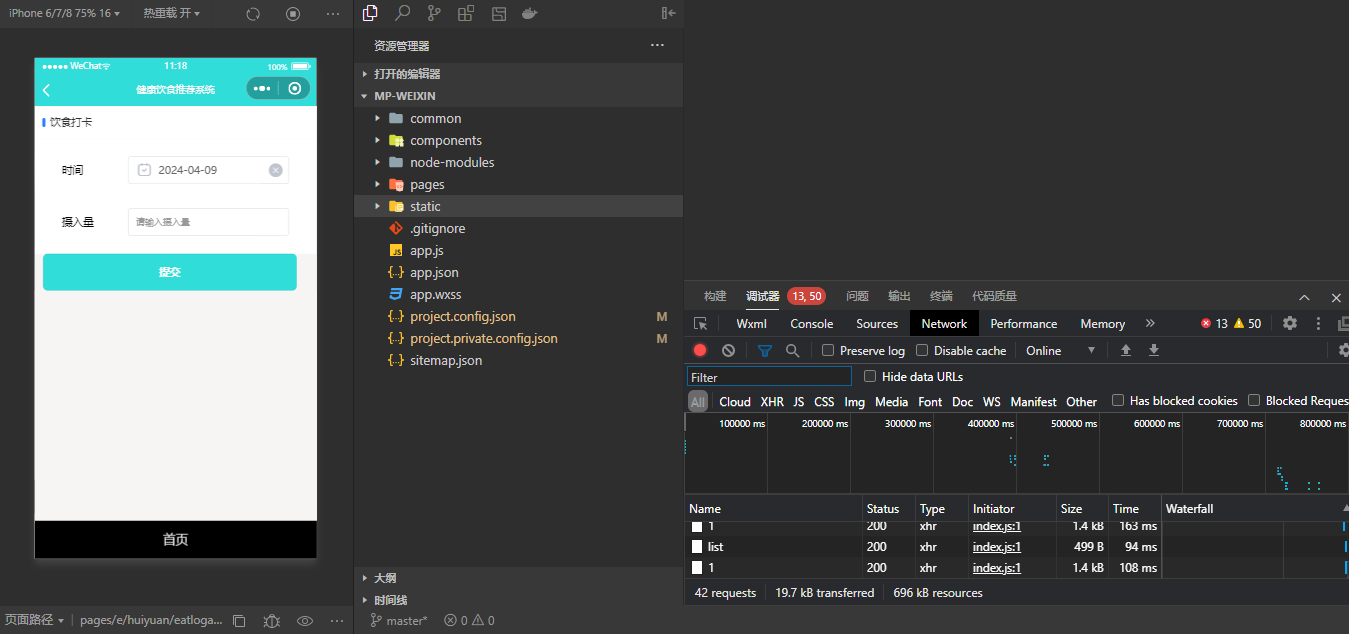 iPhone 6/7/8 75% 16
热重载 开
WeChat
11:18
100%
健康饮食推荐系统
饮食打卡
时间
2024-04-09
摄入量
请输入摄入量
提交
首页
页面路径
pages/e/huiyuan/eatloga...
资源管理器
打开的编辑器
MP-WEIXIN
common
components
node-modules
pages
static
.gitignore
app.js
app.json
app.wxss
project.config.json M
project.private.config.json M
sitemap.json
大纲
时间线
master*
0
0
构建 调试器 13, 50 问题 输出 终端 代码质量
Wxml Console Sources Network Performance Memory 13 50
Preserve log Disable cache Online
Filter
Hide data URLs
All Cloud XHR JS CSS Img Media Font Doc WS Manifest Other Has blocked cookies Blocked Reques
100000 ms 200000 ms 300000 ms 400000 ms 500000 ms 600000 ms 700000 ms 800000 ms
Name Status Type Initiator Size Time Waterfall
1 200 xhr index.js:1 1.4 kB 163 ms
list 200 xhr index.js:1 499 B 94 ms
1 200 xhr index.js:1 1.4 kB 108 ms
42 requests 19.7 kB transferred 696 kB resources